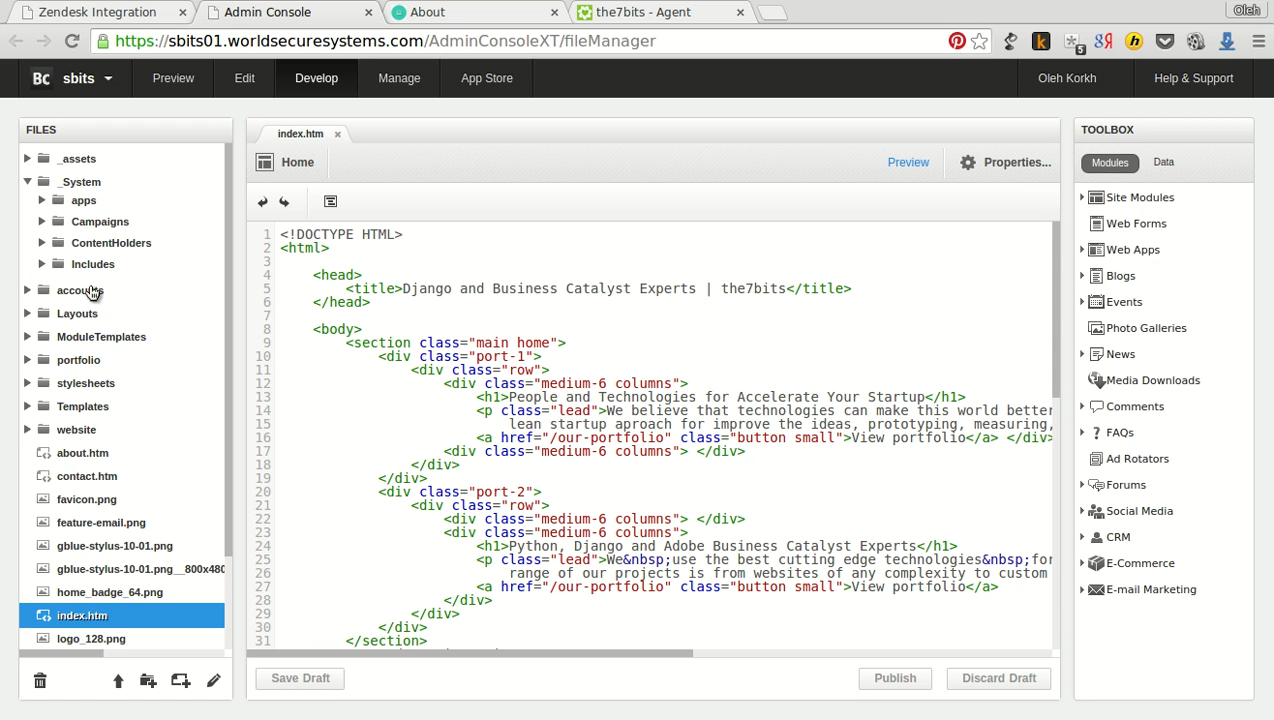 Zendesk Integration
Admin Console
About
the7bits - Agent
Oleh
https://sbits01.worldsecuresystems.com/AdminConsoleXT/fileManager
5
Bc sbits
Preview
Edit
Develop
Manage
App Store
Oleh Korkh
Help & Support
FILES
_assets
_System
apps
Campaigns
ContentHolders
Includes
accounts
Layouts
ModuleTemplates
portfolio
stylesheets
Templates
website
about.htm
contact.htm
favicon.png
feature-email.png
gblue-stylus-10-01.png
gblue-stylus-10-01.png__800x480
home_badge_64.png
index.htm
logo_128.png
index.htm
Home
Preview
Properties...
1 <!DOCTYPE HTML>
2 <html>
3
4 <head>
5 <title>Django and Business Catalyst Experts | the7bits</title>
6 </head>
7
8 <body>
9 <section class="main home">
10 <div class="port-1">
11 <div class="row">
12 <div class="medium-6 columns">
13 <h1>People and Technologies for Accelerate Your Startup</h1>
14 <p class="lead">We believe that technologies can make this world better
15 lean startup aproach for improve the ideas, prototyping, measuring,
16 <a href="/our-portfolio" class="button small">View portfolio</a> </div>
17 <div class="medium-6 columns"> </div>
18 </div>
19 </div>
20 <div class="port-2">
21 <div class="row">
22 <div class="medium-6 columns"> </div>
23 <div class="medium-6 columns">
24 <h1>Python, Django and Adobe Business Catalyst Experts</h1>
25 <p class="lead">We&nbsp;use the best cutting edge technologies&nbsp;for
26 range of our projects is from websites of any complexity to custom
27 <a href="/our-portfolio" class="button small">View portfolio</a>
28 </div>
29 </div>
30 </div>
31 </section>
Save Draft
Publish
Discard Draft
TOOLBOX
Modules
Data
Site Modules
Web Forms
Web Apps
Blogs
Events
Photo Galleries
News
Media Downloads
Comments
FAQs
Ad Rotators
Forums
Social Media
CRM
E-Commerce
E-mail Marketing